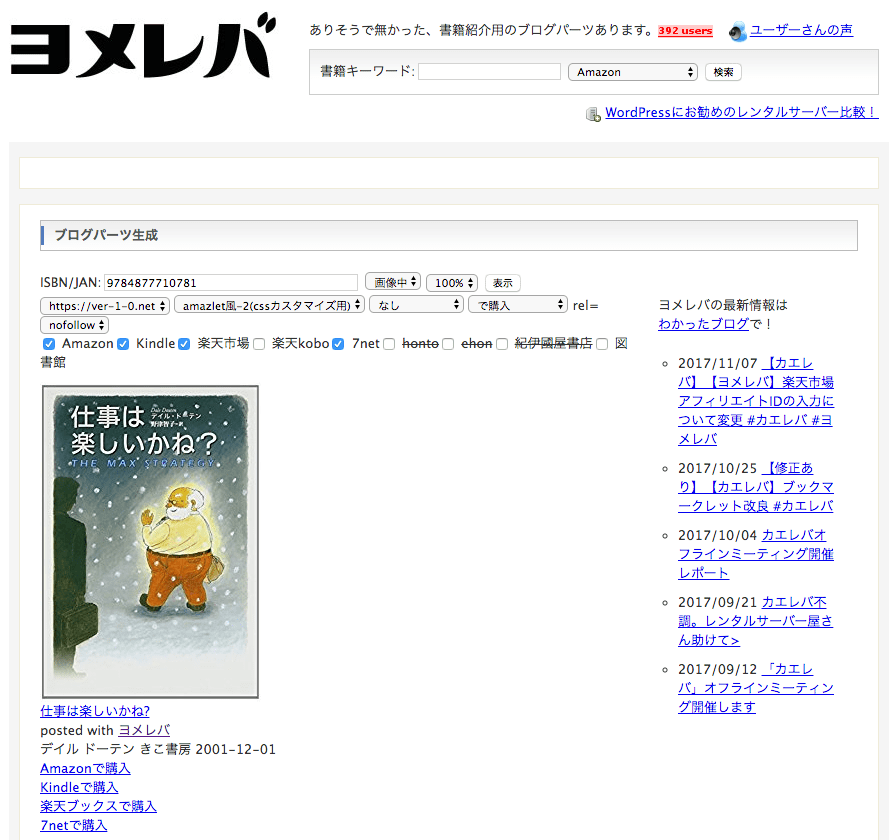 ヨメレバ
ありそうで無かった、書籍紹介用のブログパーツあります。392 users ユーザーさんの声
書籍キーワード: Amazon 検索
WordPressにお勧めのレンタルサーバー比較！
ブログパーツ生成
ISBN/JAN: 9784877710781 画像中 100% 表示
https://ver-1-0.net amazlet風-2(cssカスタマイズ用) なし で購入 rel=
nofollow
Amazon Kindle 楽天市場 楽天kobo 7net honto ehon 紀伊國屋書店 図
書館
仕事は
楽しいかね?
Dale Dauten
デイル・ドーテン
野津智子=訳
THE MAX STRATEGY
仕事は楽しいかね?
posted with ヨメレバ
デイル ドーテン きこ書房 2001-12-01
Amazonで購入
Kindleで購入
楽天ブックスで購入
7netで購入
ヨメレバの最新情報は
わかったブログで！
2017/11/07 【カエレ
バ】【ヨメレバ】楽天市場
アフィリエイトIDの入力に
ついて変更 #カエレバ #ヨ
メレバ
2017/10/25 【修正あ
り】【カエレバ】ブックマ
ークレット改良 #カエレバ
2017/10/04 カエレバオ
フラインミーティング開催
レポート
2017/09/21 カエレバ不
調。レンタルサーバー屋さ
ん助けて>
2017/09/12 「カエレ
バ」オフラインミーティン
グ開催します